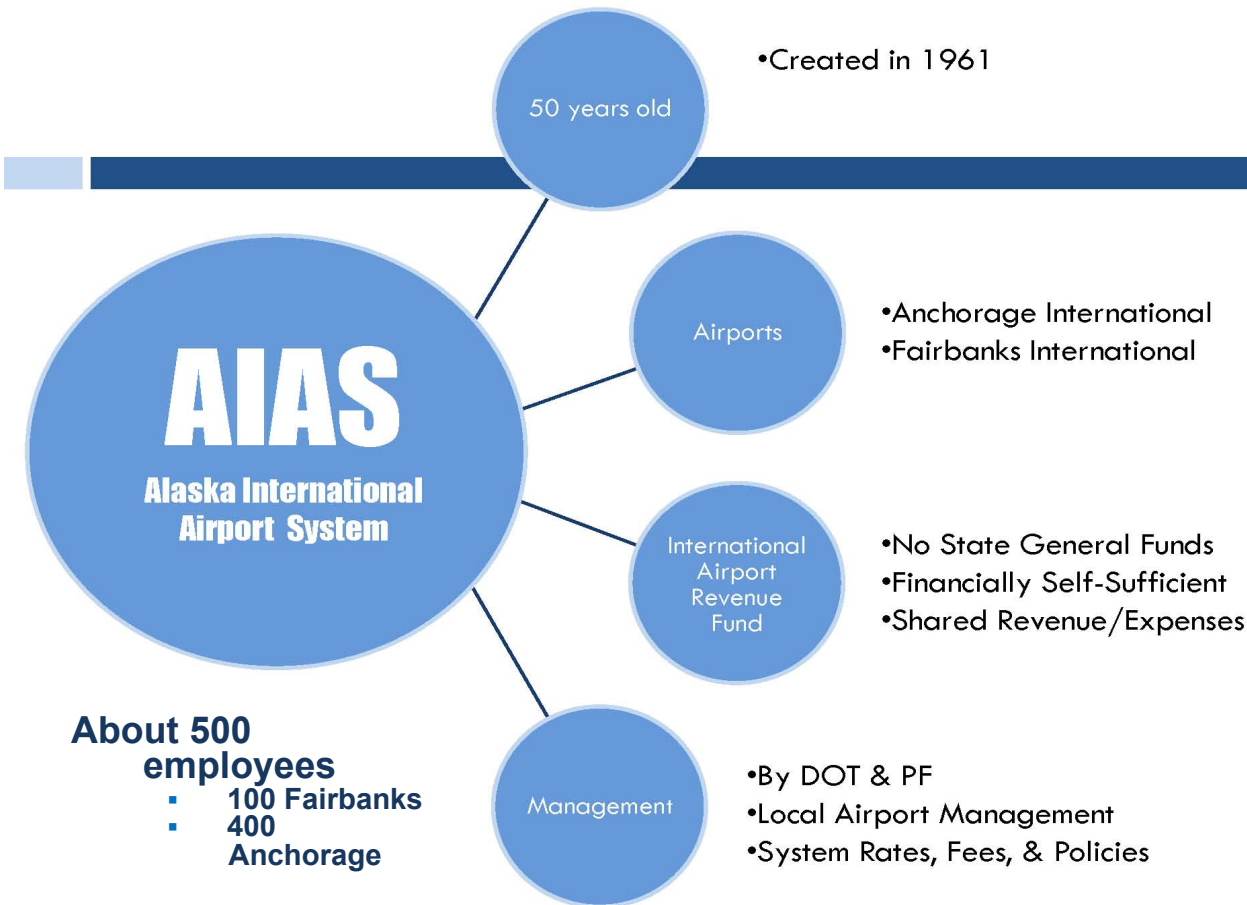 50 years old
•Created in 1961
AIAS
Alaska International
Airport System
Airports
•Anchorage International
•Fairbanks International
International
Airport
Revenue
Fund
•No State General Funds
•Financially Self-Sufficient
•Shared Revenue/Expenses
About 500
employees
▪ 100 Fairbanks
▪ 400
Anchorage
Management
•By DOT & PF
•Local Airport Management
•System Rates, Fees, & Policies